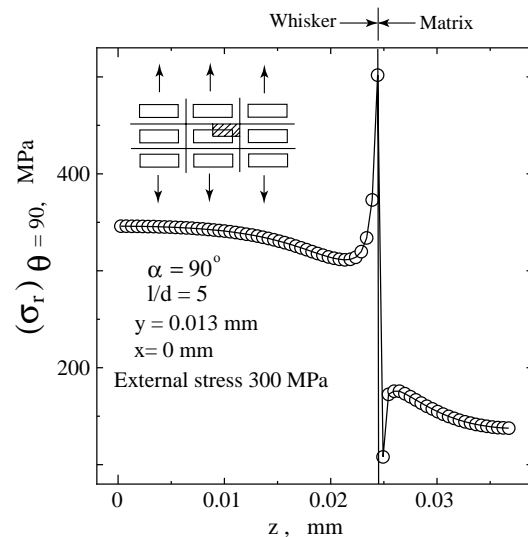 Whisker Matrix
(σr) θ = 90, MPa
400
200
α = 90°
l/d = 5
y = 0.013 mm
x= 0 mm
External stress 300 MPa
0 0.01 0.02 0.03
z , mm